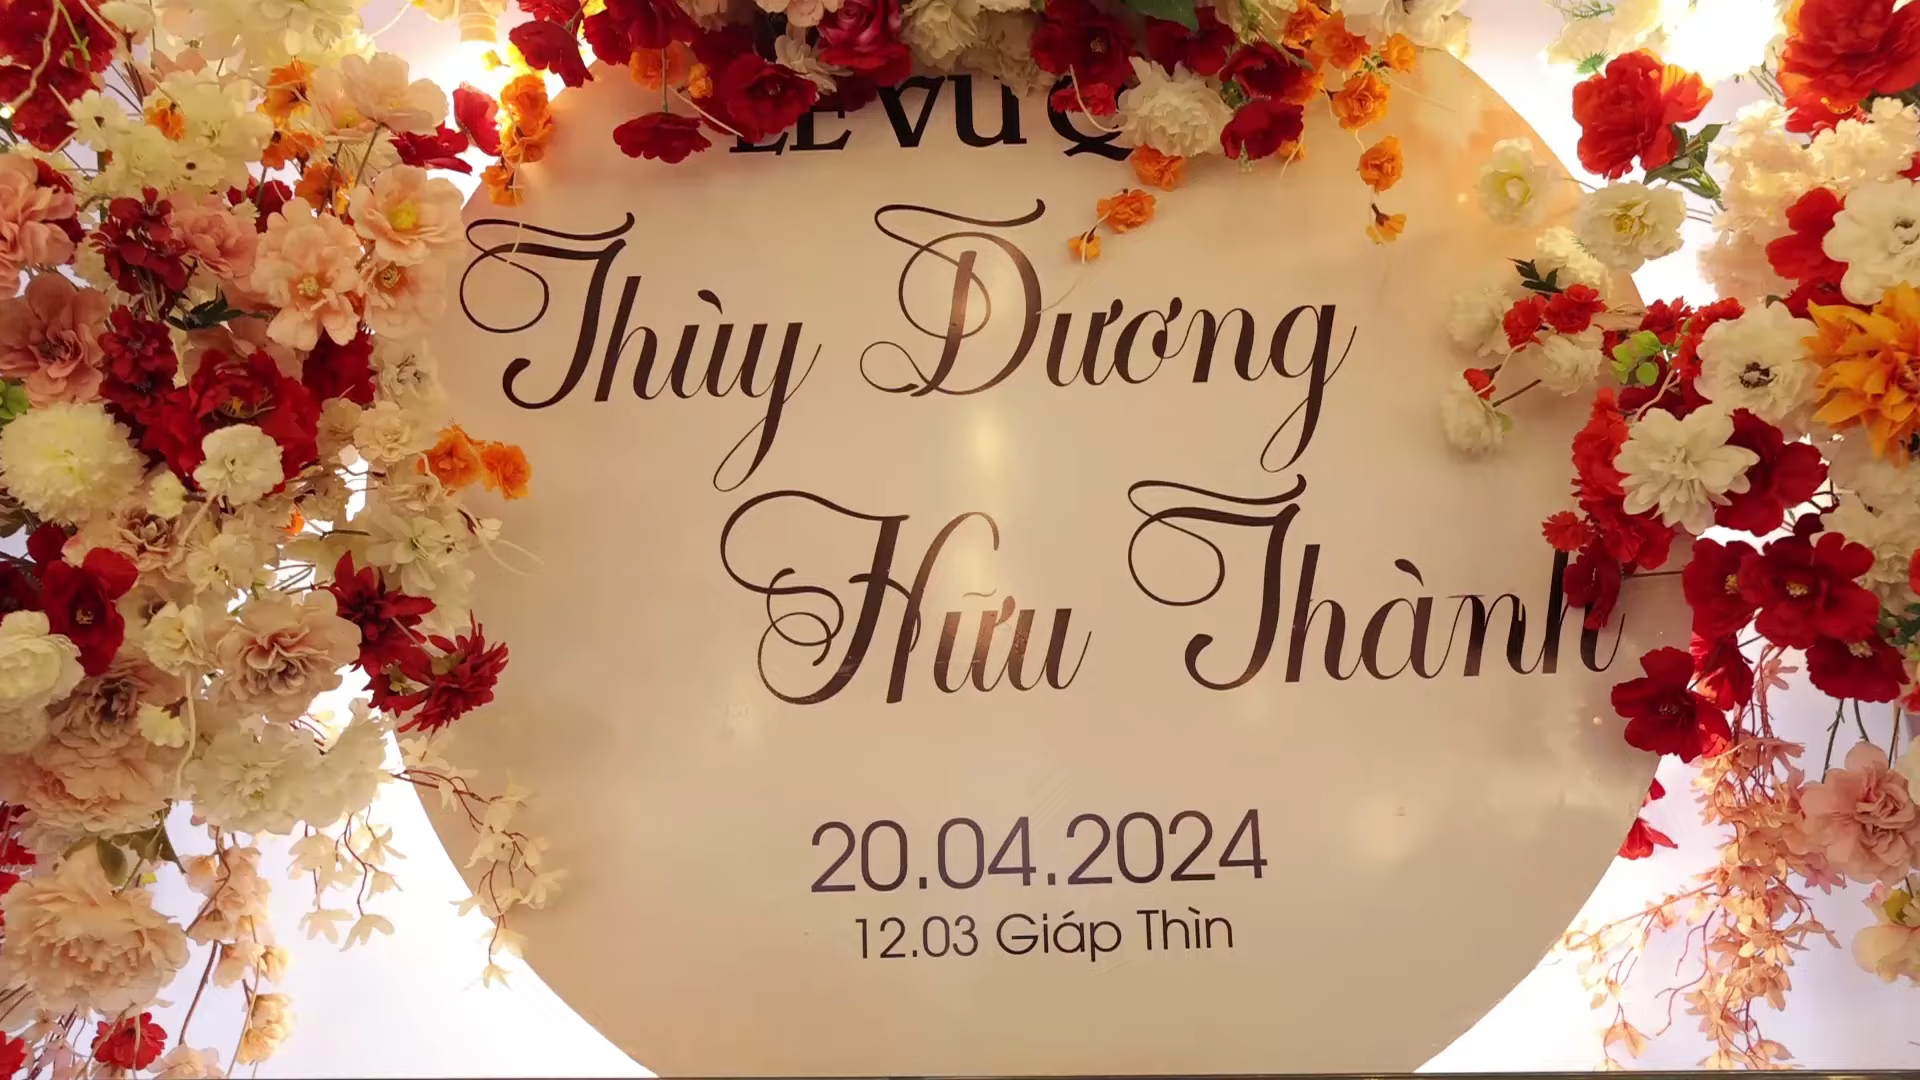 LỄ VU Q
Thùy Dương
Hữu Thành
20.04.2024
12.03 Giáp Thìn